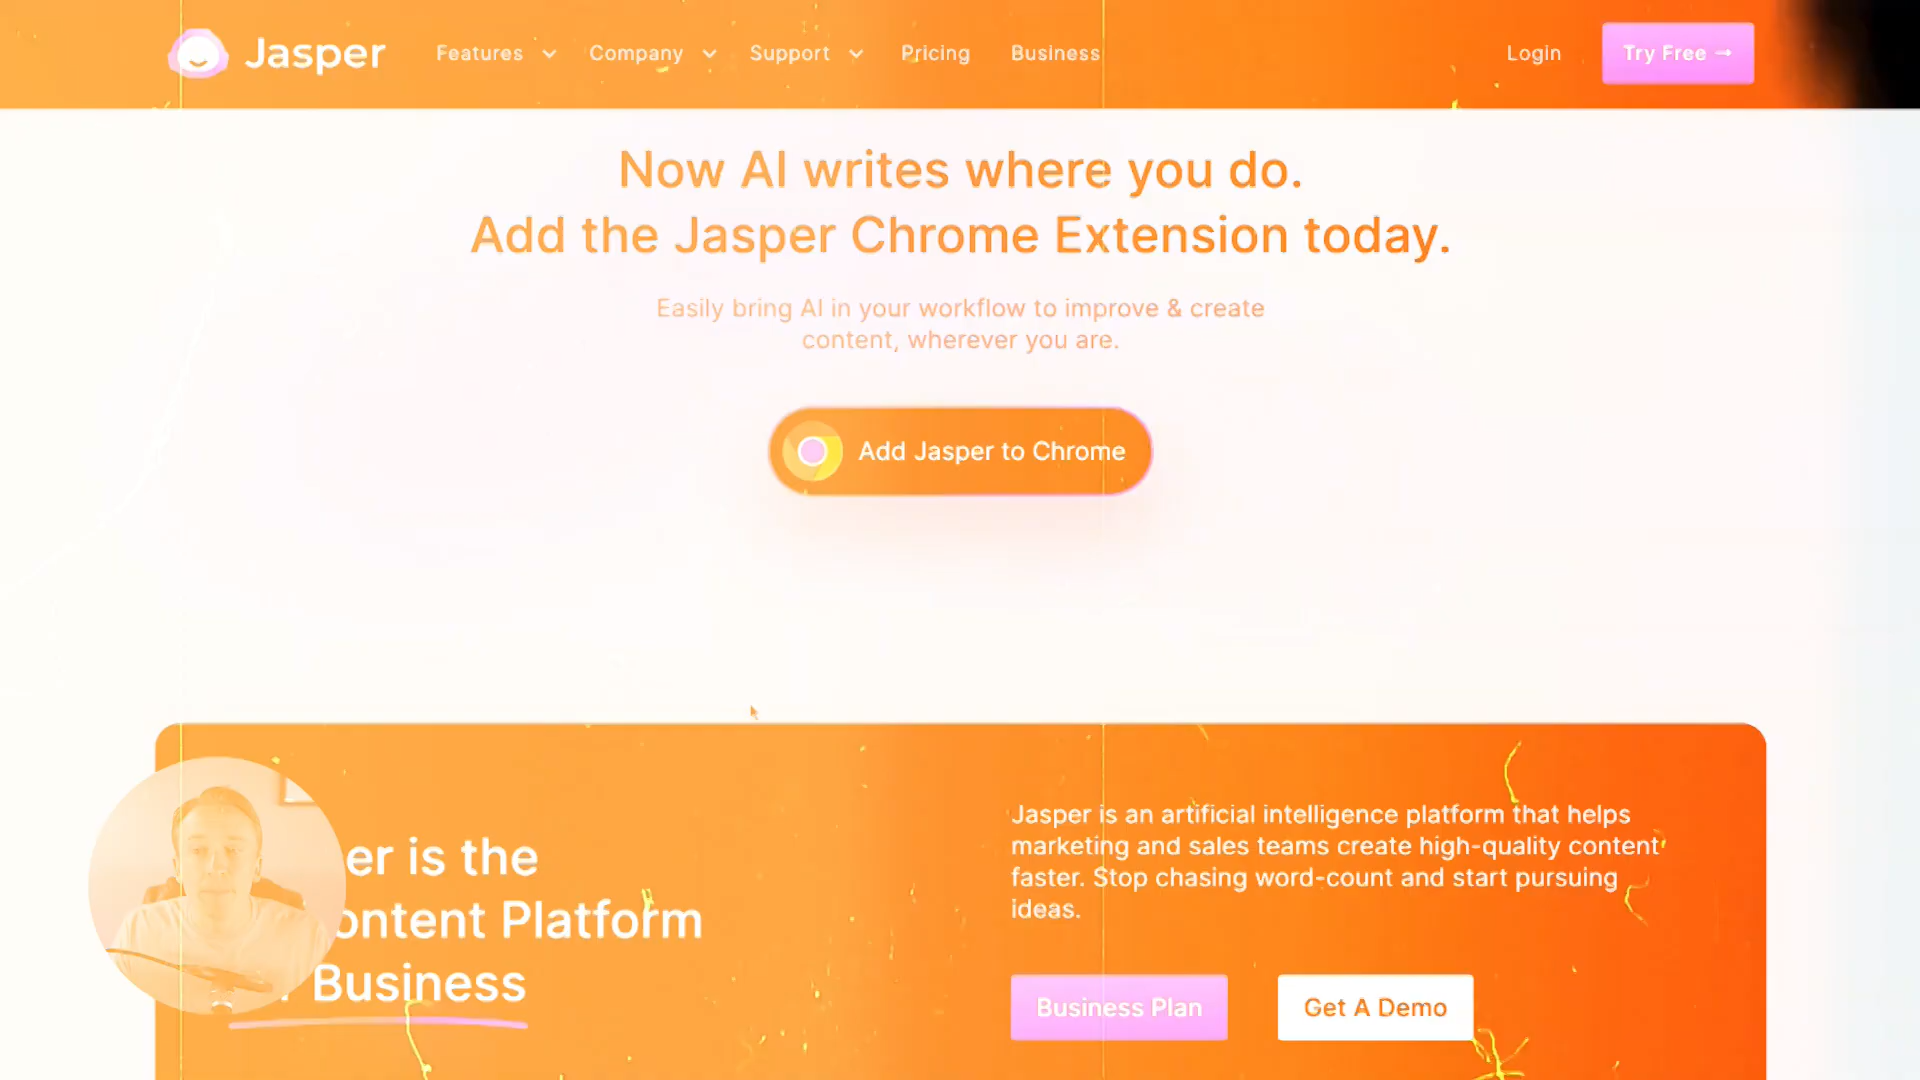 Jasper
Features
Company
Support
Pricing
Business
Login
Try Free →
Now AI writes where you do.
Add the Jasper Chrome Extension today.
Easily bring AI in your workflow to improve & create
content, wherever you are.
Add Jasper to Chrome
er is the
ontent Platform
Business
Jasper is an artificial intelligence platform that helps
marketing and sales teams create high-quality content
faster. Stop chasing word-count and start pursuing
ideas.
Business Plan
Get A Demo